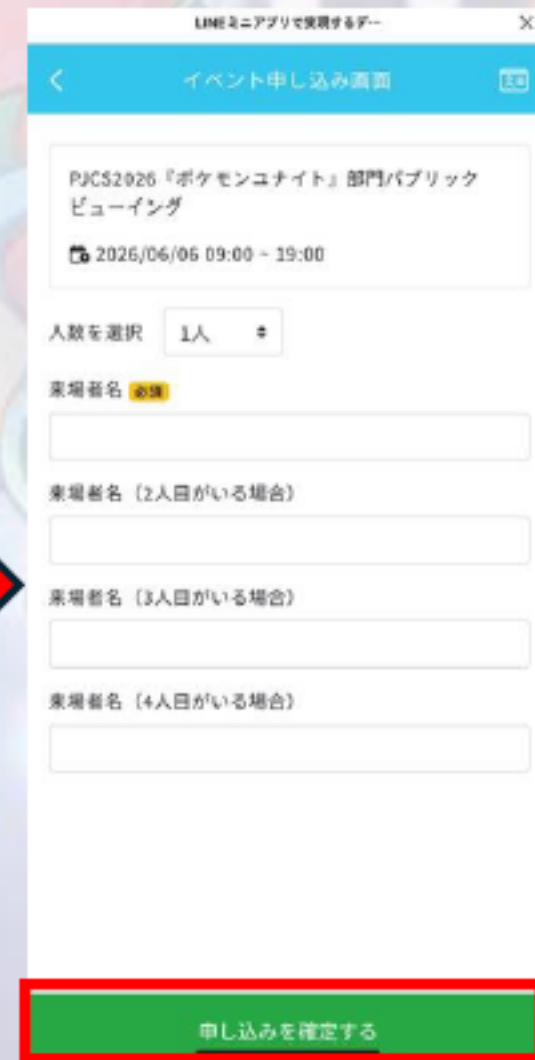 LINEミニアプリで実現するデ…
イベント申し込み画面
PJCS2026『ポケモンユナイト』部門パブリック
ビューイング
2026/06/06 09:00 ~ 19:00
人数を選択 1人
来場者名 必須
来場者名（2人目がいる場合）
来場者名（3人目がいる場合）
来場者名（4人目がいる場合）
申し込みを確定する